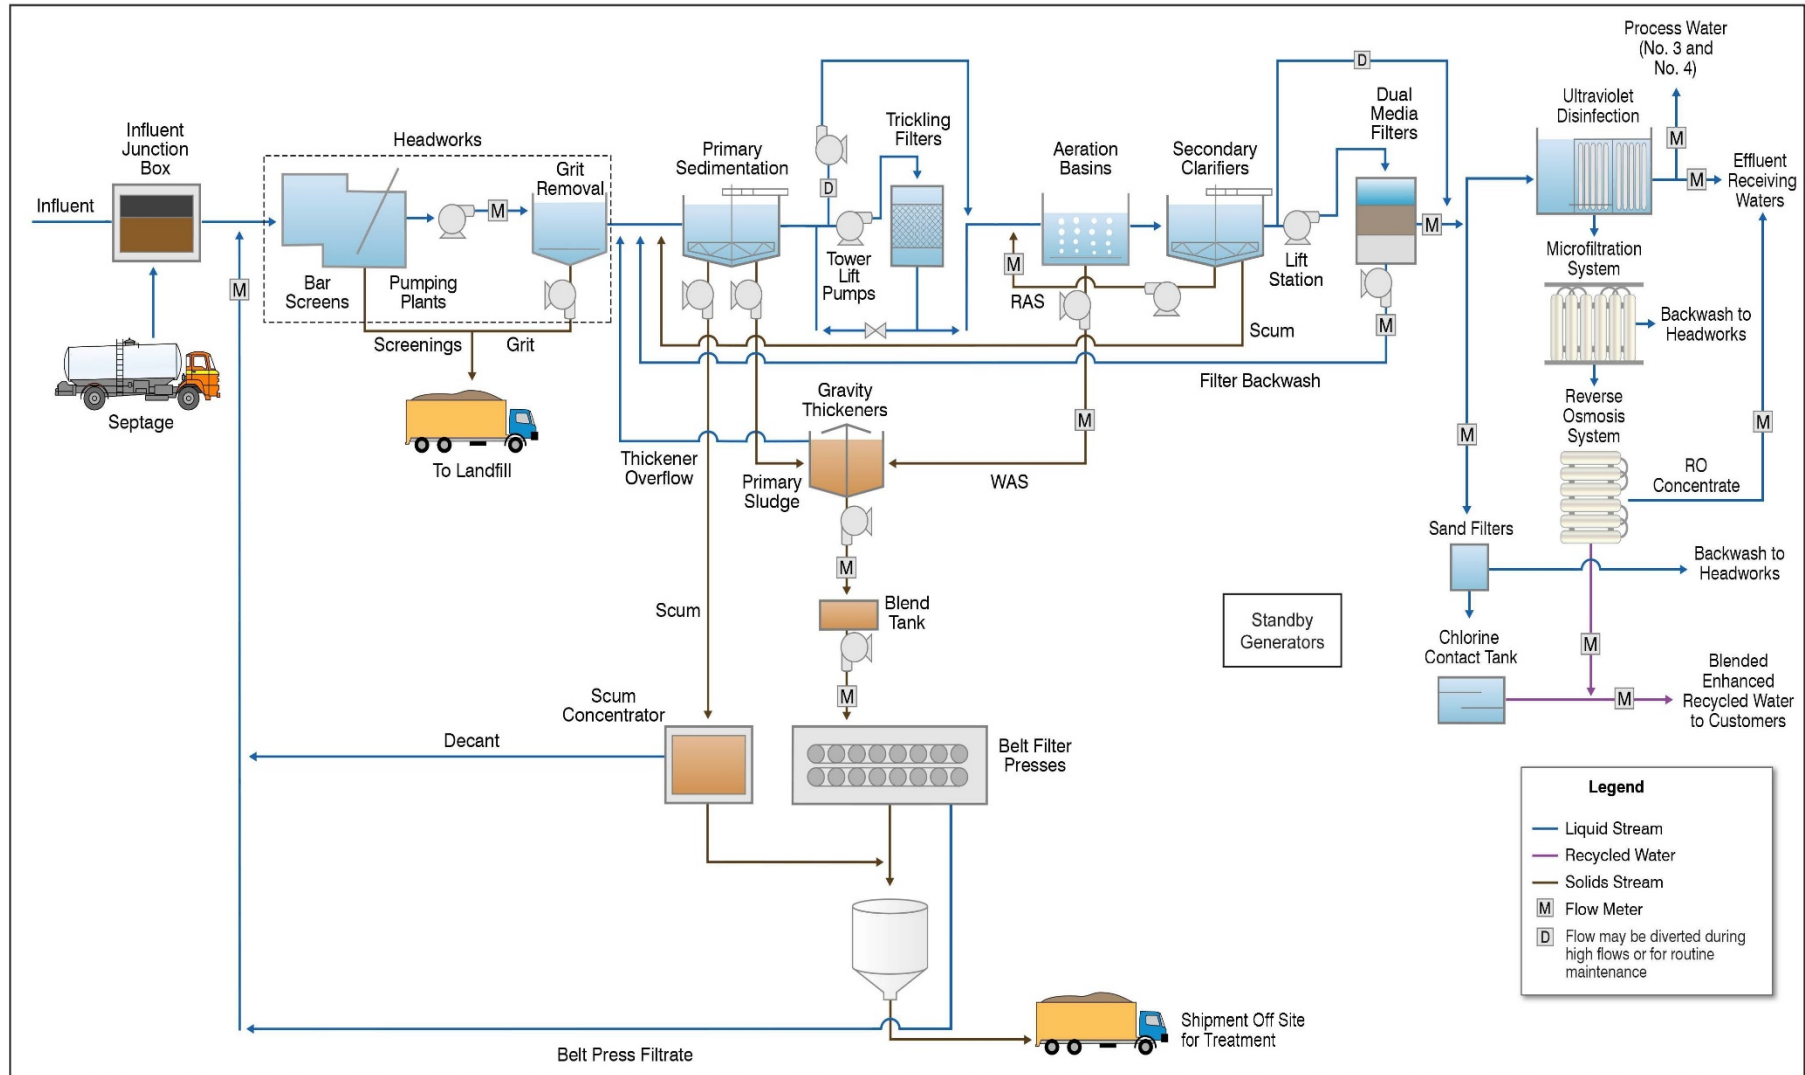 Process Water
(No. 3 and
No. 4)
Influent
Junction
Box
Headworks
Grit
Removal
Primary
Sedimentation
Trickling
Filters
Aeration
Basins
Secondary
Clarifiers
Dual
Media
Filters
Ultraviolet
Disinfection
D
D
M
M
M
Effluent
Receiving
Waters
Influent
M
M
M
Bar
Screens
Pumping
Plants
Tower
Lift
Pumps
RAS
Lift
Station
M
Microfiltration
System
Backwash to
Headworks
Screenings
Grit
Scum
Filter Backwash
Septage
To Landfill
Gravity
Thickeners
M
Reverse
Osmosis
System
M
M
Thickener
Overflow
Primary
Sludge
WAS
RO
Concentrate
Sand Filters
Backwash to
Headworks
M
Scum
Blend
Tank
Standby
Generators
Chlorine
Contact Tank
M
Blended
Enhanced
Recycled Water
to Customers
M
M
Scum
Concentrator
Decant
Belt Filter
Presses
Legend
Liquid Stream
Recycled Water
Solids Stream
M Flow Meter
D Flow may be diverted during
high flows or for routine
maintenance
Shipment Off Site
for Treatment
Belt Press Filtrate